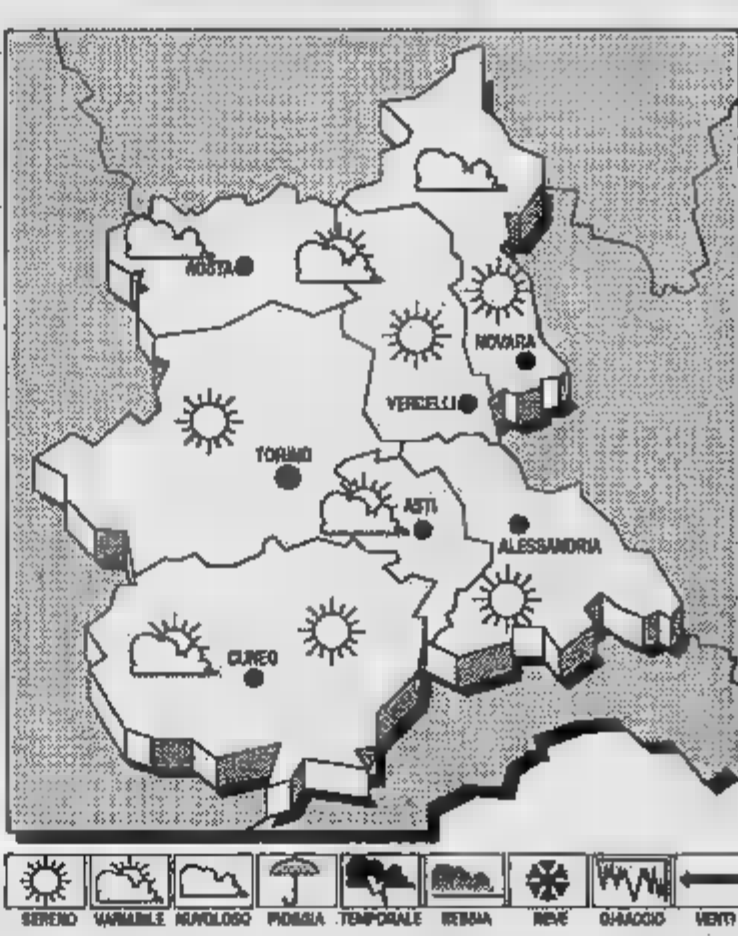 AOSTA
NOVARA
VERCELLI
TORINO
ASTI
ALESSANDRIA
CUNEO
SERENO VARIABILE NUVOLOSO PIOGGIA TEMPORALE NEBBIA NEVE GHIACCIO VENTI